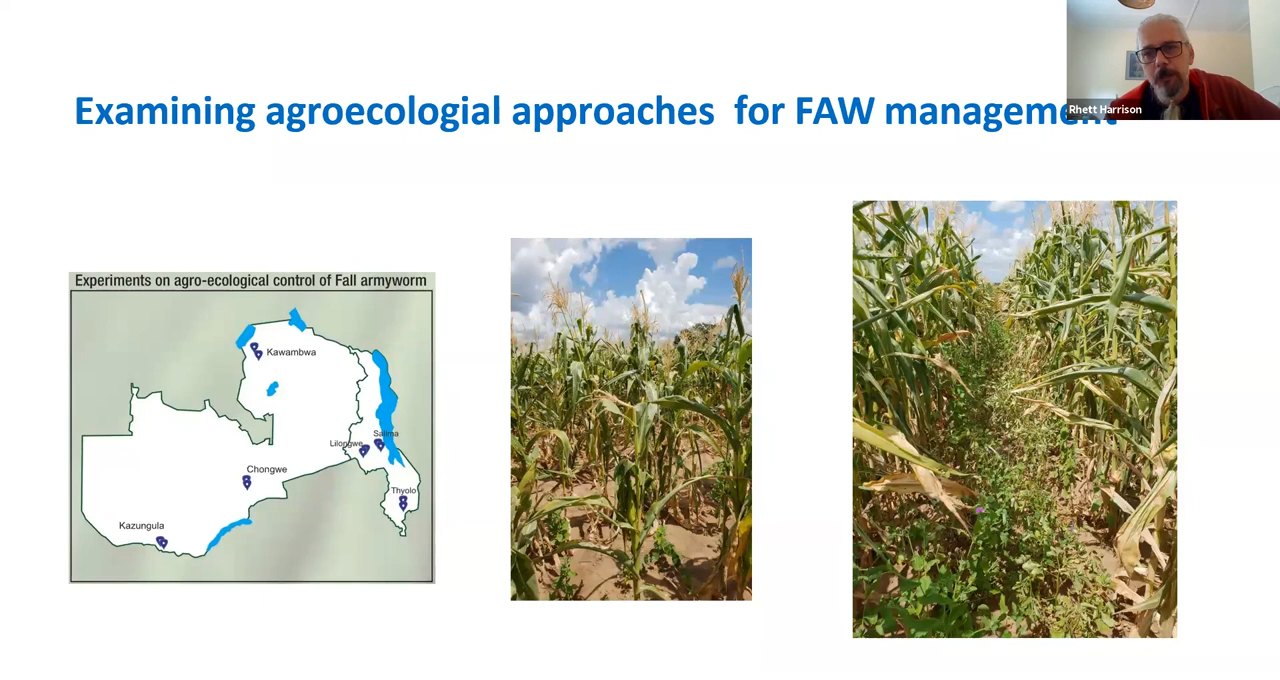 Examining agroecologial approaches for FAW management
Rhett Harrison
Experiments on agro-ecological control of Fall armyworm
Kawambwa
Salima
Lilongwe
Chongwe
Thyolo
Kazungula